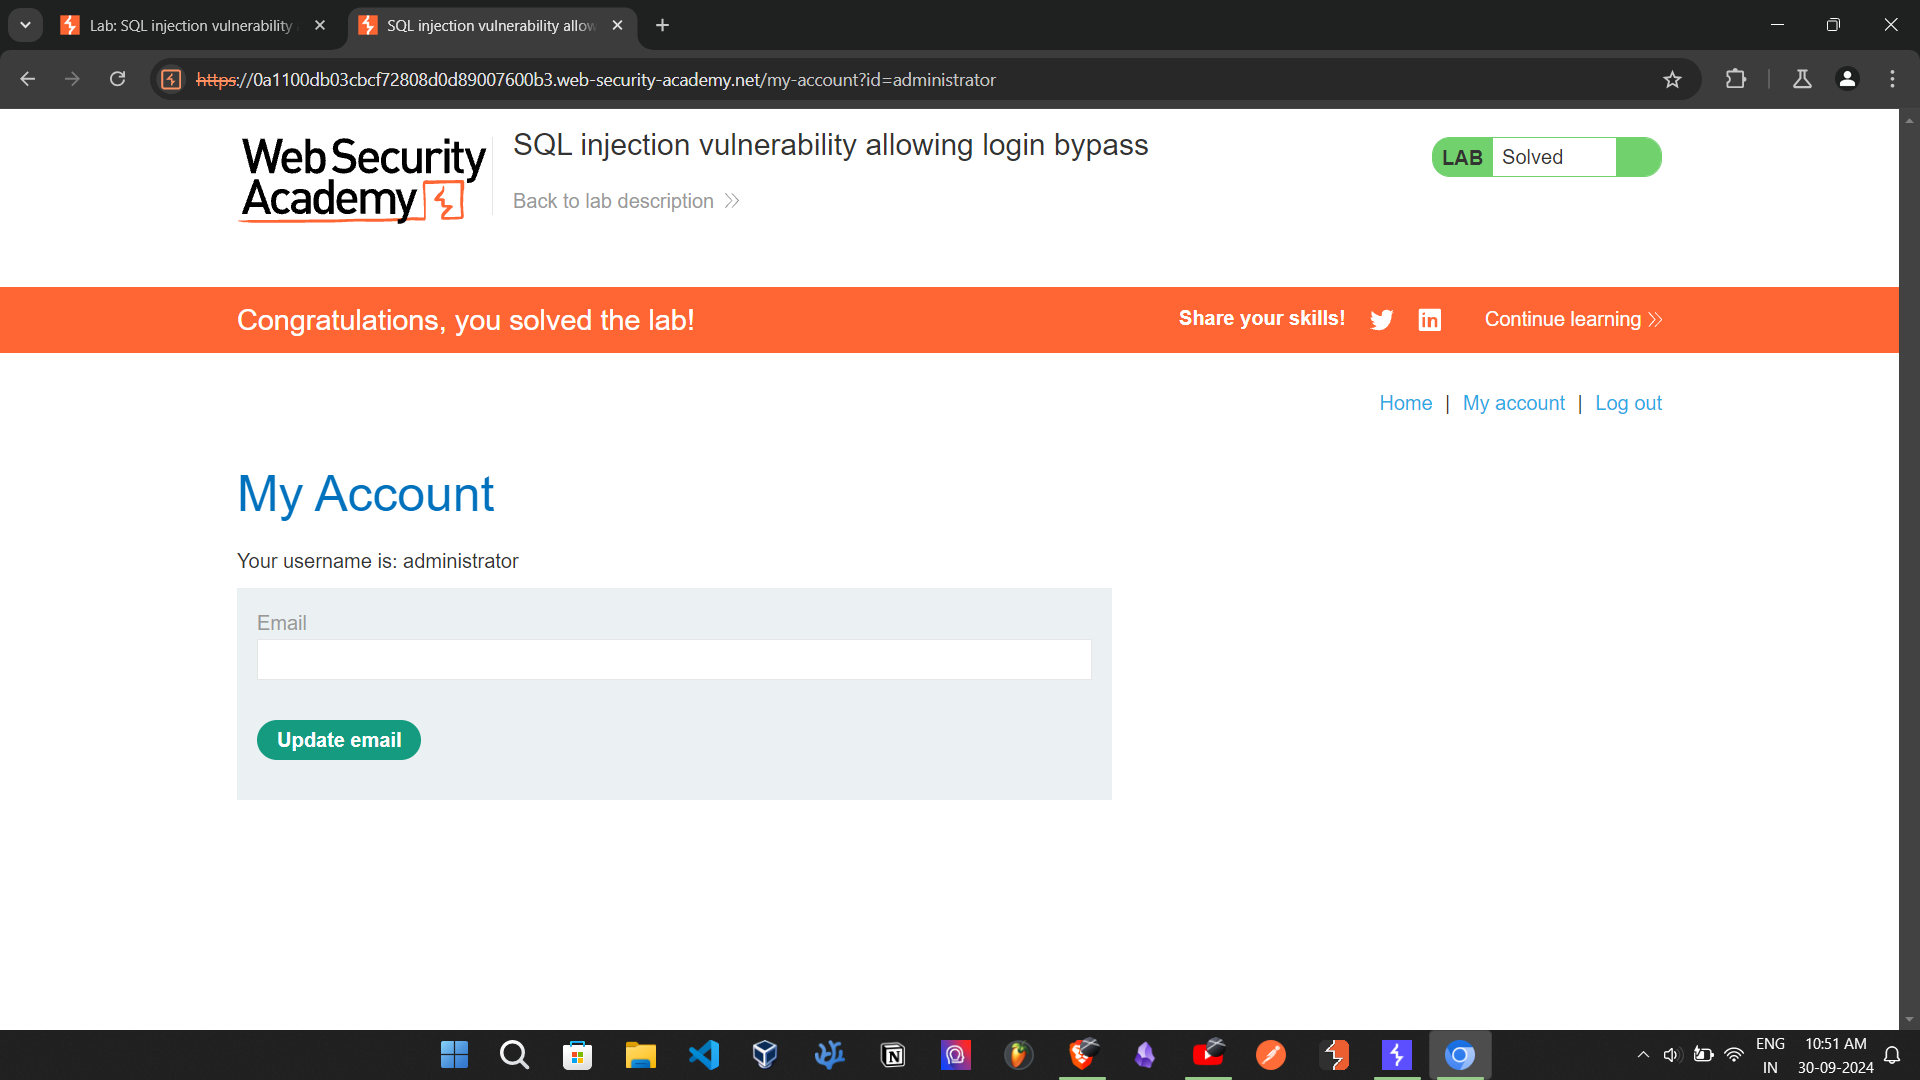 Lab: SQL injection vulnerability
SQL injection vulnerability allow
https://0a1100db03cbcf72808d0d89007600b3.web-security-academy.net/my-account?id=administrator
Web Security
Academy
SQL injection vulnerability allowing login bypass
Back to lab description
LAB Solved
Congratulations, you solved the lab!
Share your skills!
in
Continue learning
Home | My account | Log out
My Account
Your username is: administrator
Email
Update email
ENG
IN
10:51 AM
30-09-2024